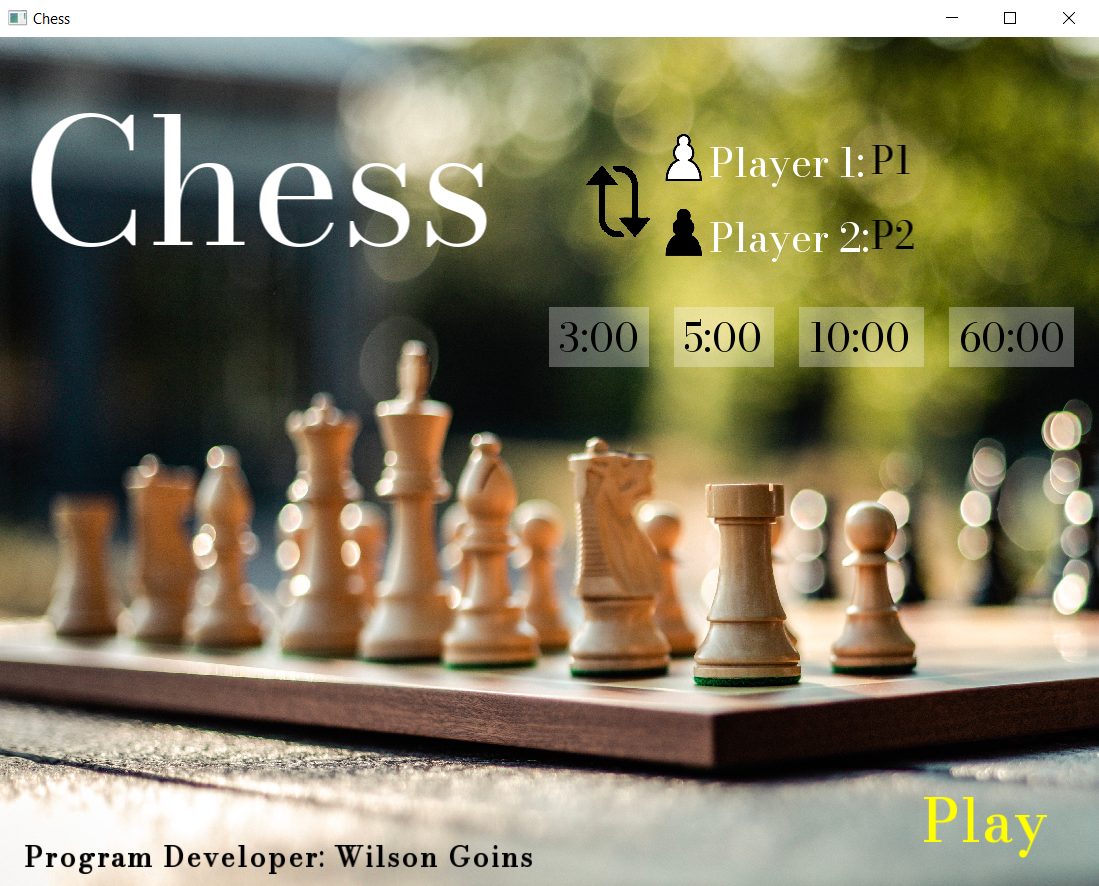 Chess
Chess
Player 1: P1
Player 2: P2
3:00 5:00 10:00 60:00
Play
Program Developer: Wilson Goins